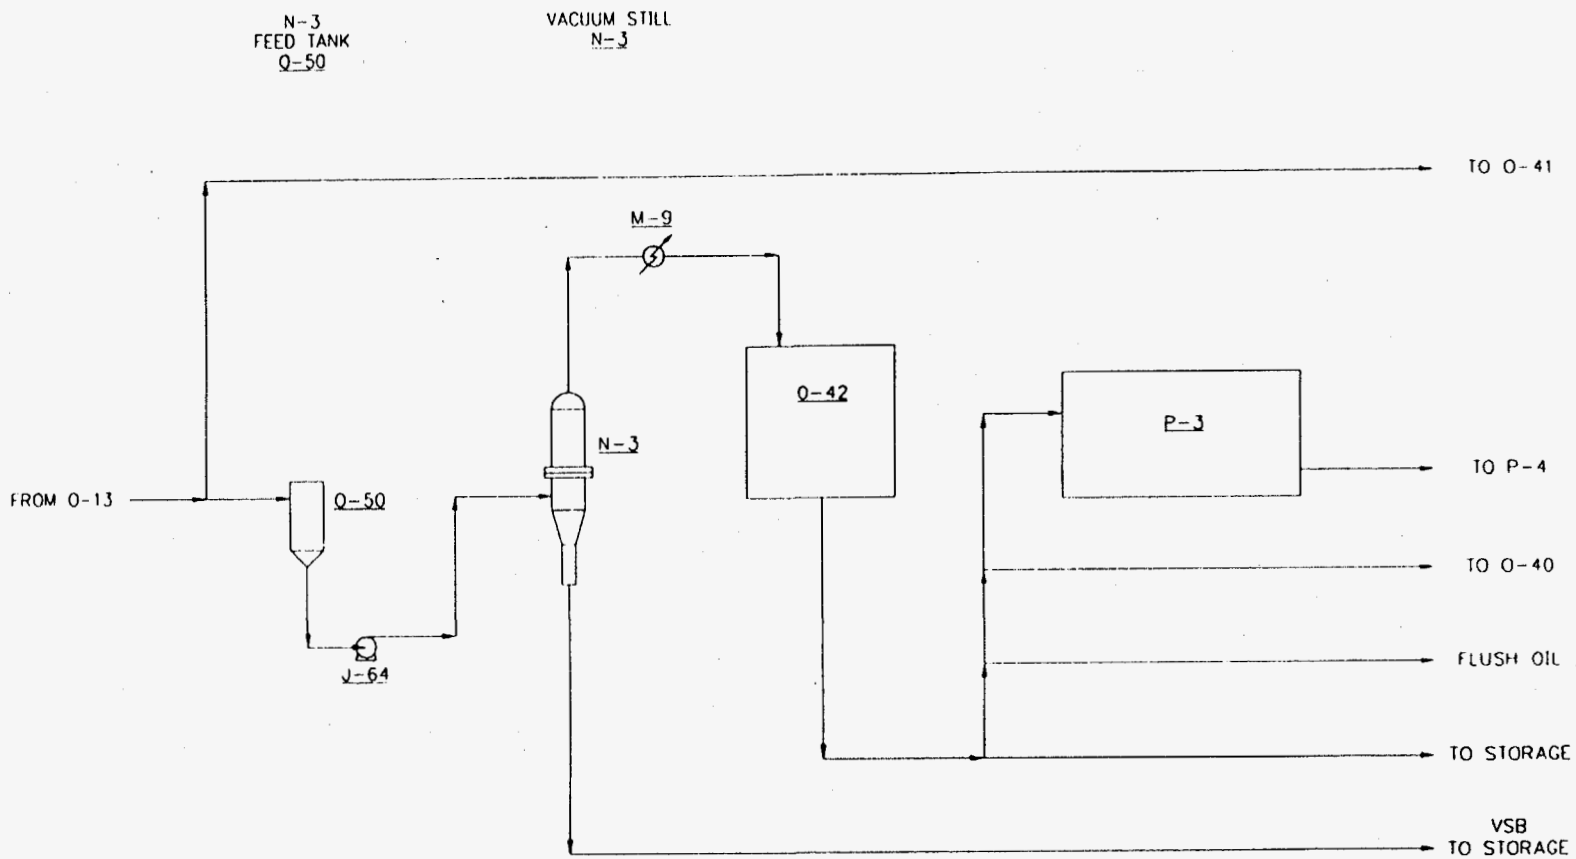 N-3
FEED TANK
O-50
VACUUM STILL
N-3
TO O-41
M-9
O-42
P-3
N-3
TO P-4
FROM O-13
O-50
TO O-40
J-64
FLUSH OIL
TO STORAGE
VSB
TO STORAGE